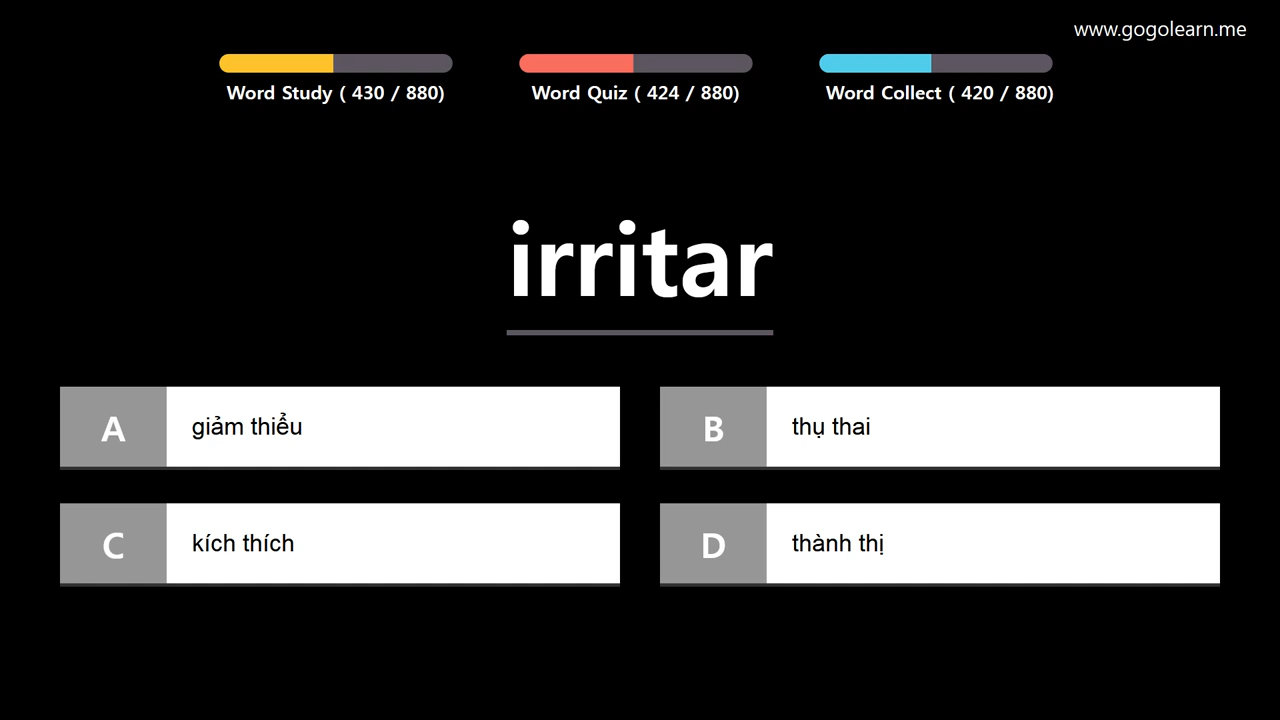 www.gogolearn.me
Word Study ( 430 / 880)
Word Quiz ( 424 / 880)
Word Collect ( 420 / 880)
irritar
A giảm thiểu
B thụ thai
C kích thích
D thành thị